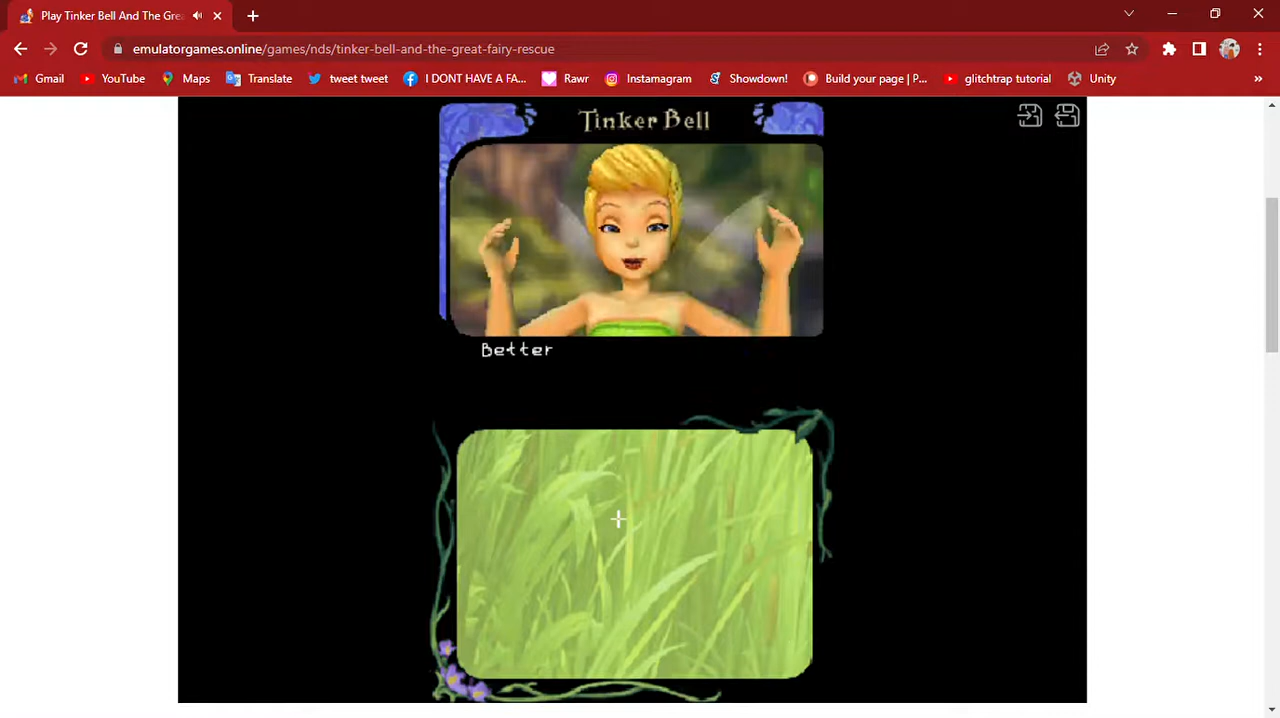 Play Tinker Bell And The Grea
emulatorgames.online/games/nds/tinker-bell-and-the-great-fairy-rescue
Gmail YouTube Maps Translate tweet tweet I DONT HAVE A FA... Rawr Instamagram Showdown! Build your page | P... glitchtrap tutorial Unity »
Tinker Bell
Better